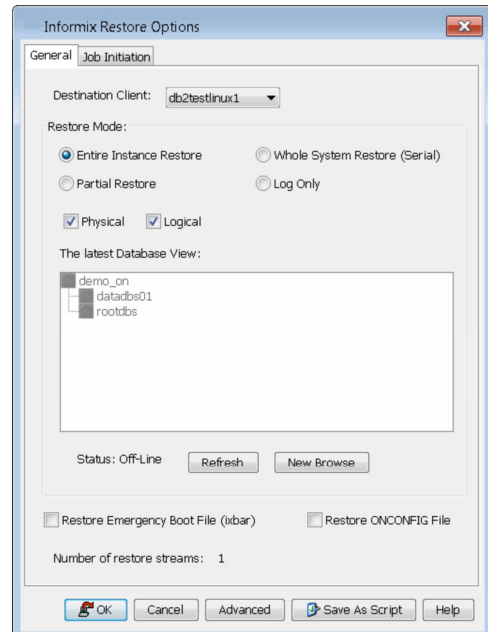 Informix Restore Options
General Job Initiation
Destination Client: db2testlinux1
Restore Mode:
Entire Instance Restore Whole System Restore (Serial)
Partial Restore Log Only
Physical Logical
The latest Database View:
demo_on
datadbs01
rootdbs
Status: Off-Line Refresh New Browse
Restore Emergency Boot File (ixbar) Restore ONCONFIG File
Number of restore streams: 1
OK Cancel Advanced Save As Script Help